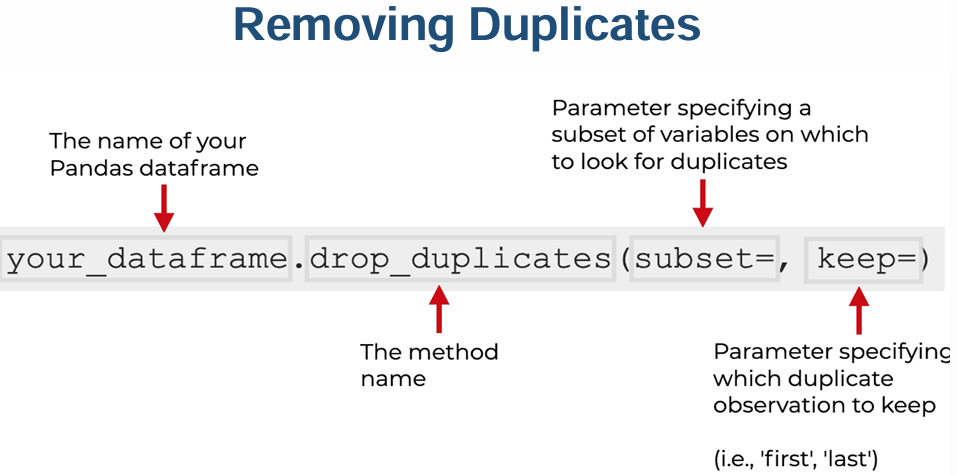 Removing Duplicates
The name of your
Pandas dataframe
Parameter specifying a
subset of variables on which
to look for duplicates
your_dataframe.drop_duplicates(subset=, keep=)
The method
name
Parameter specifying
which duplicate
observation to keep
(i.e., 'first', 'last')